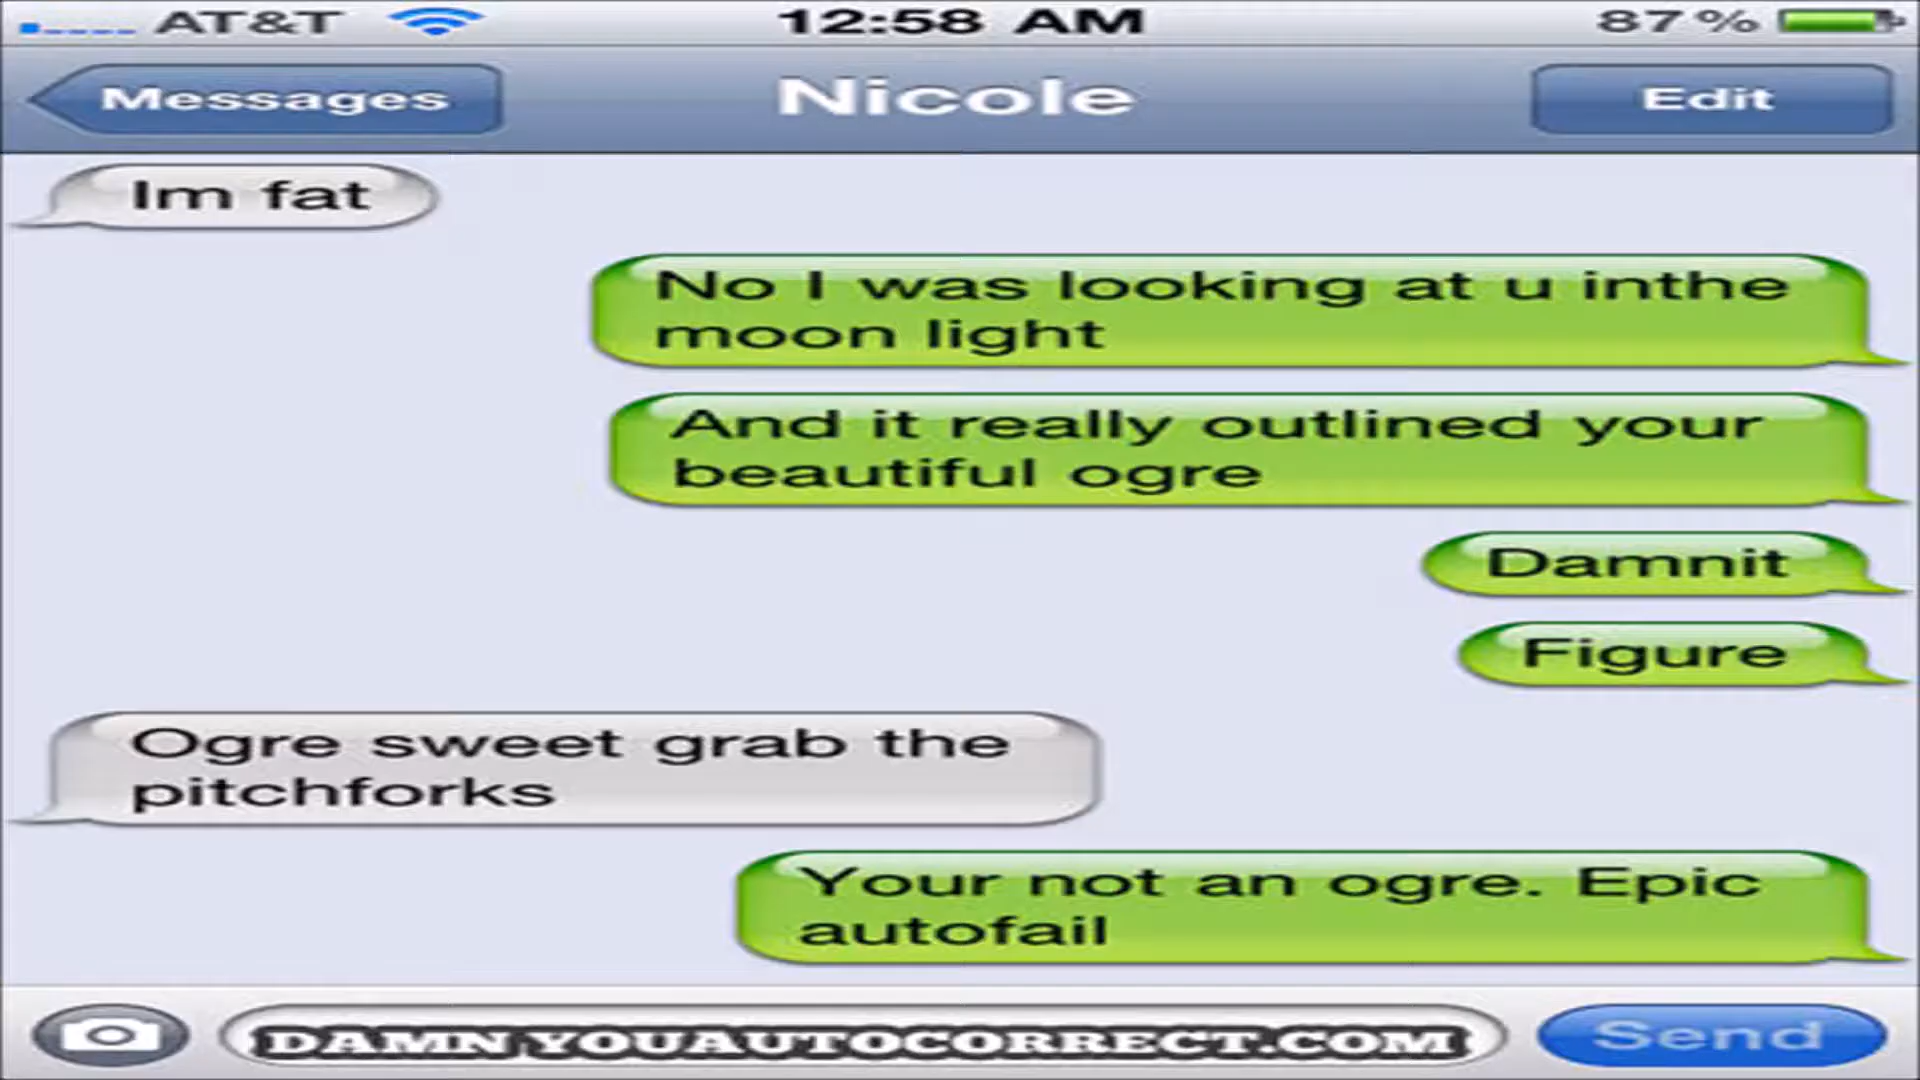 AT&T 12:58 AM 87%
Messages Nicole Edit
Im fat
No I was looking at u inthe
moon light
And it really outlined your
beautiful ogre
Damnit
Figure
Ogre sweet grab the
pitchforks
Your not an ogre. Epic
autofail
DAMNYOUAUTOCORRECT.COM Send